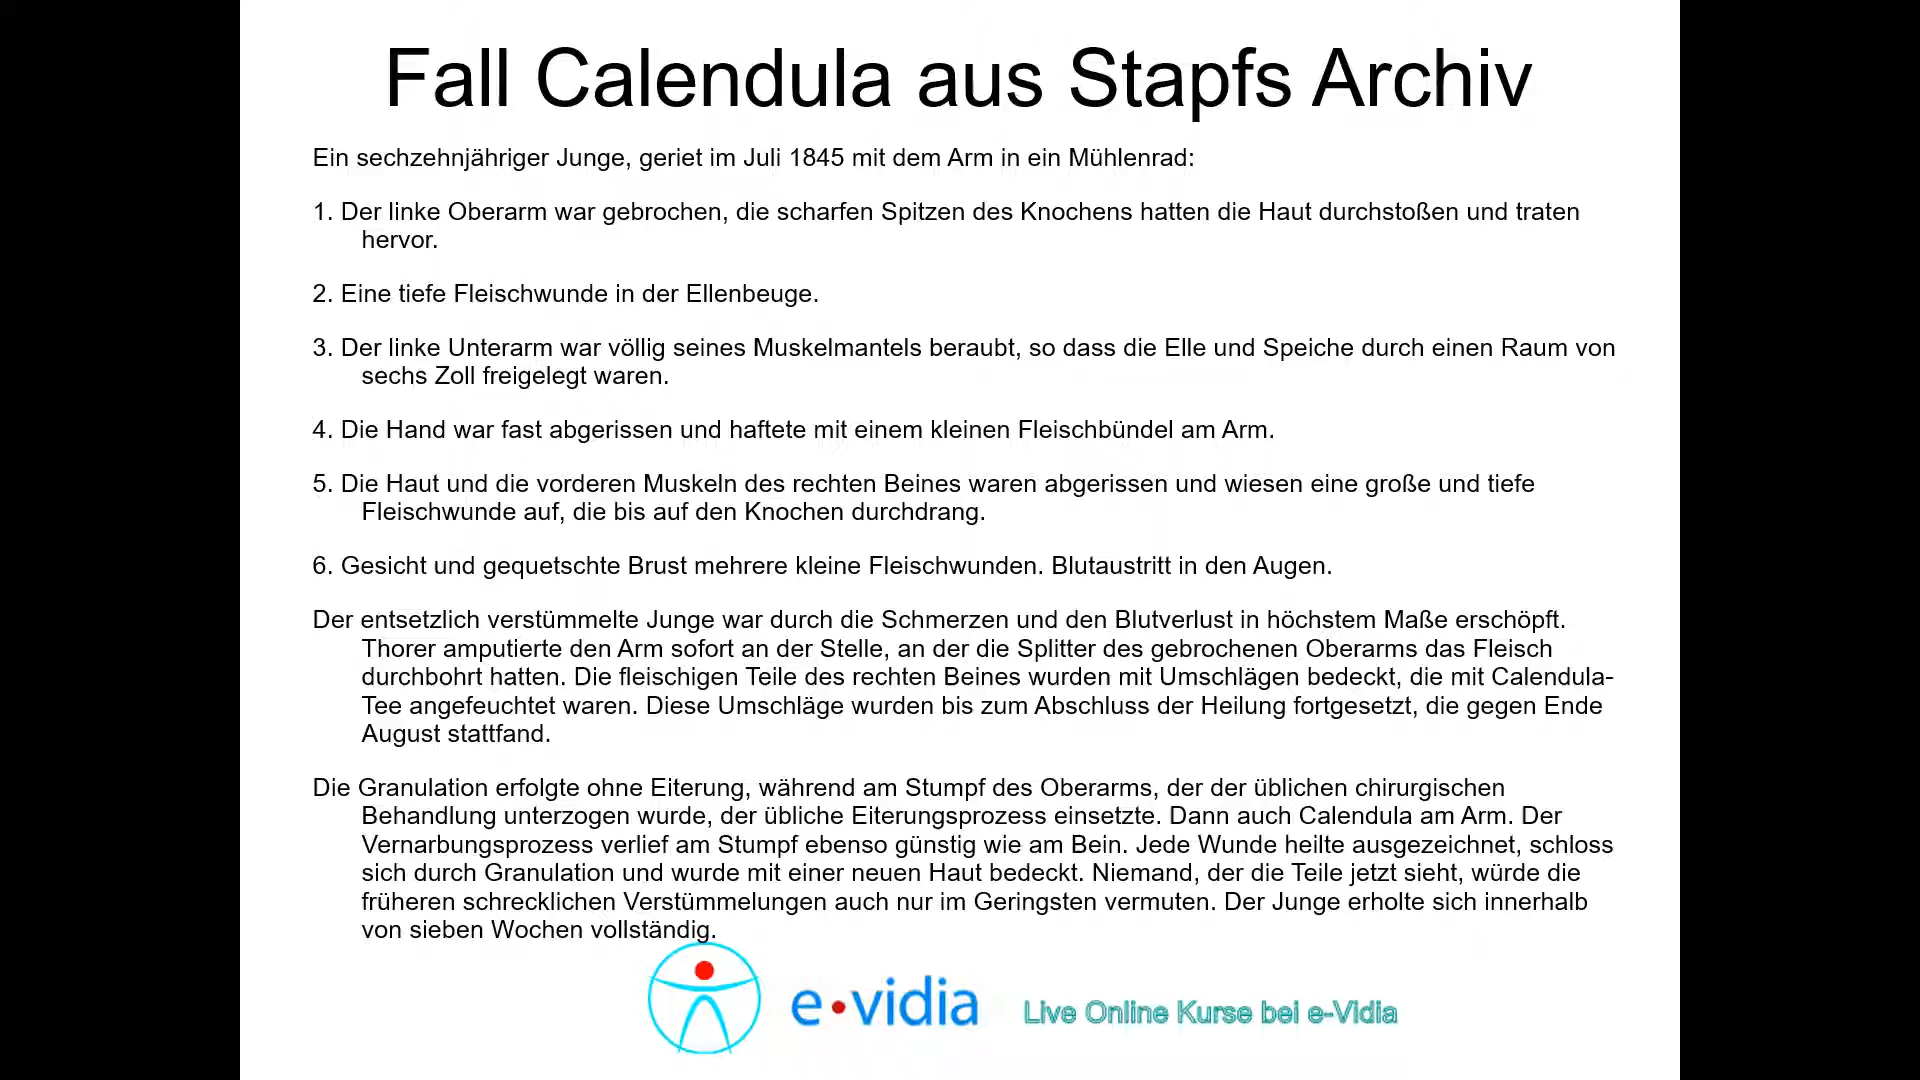 Fall Calendula aus Stapfs Archiv
Ein sechzehnjähriger Junge, geriet im Juli 1845 mit dem Arm in ein Mühlenrad:
1. Der linke Oberarm war gebrochen, die scharfen Spitzen des Knochens hatten die Haut durchstoßen und traten
hervor.
2. Eine tiefe Fleischwunde in der Ellenbeuge.
3. Der linke Unterarm war völlig seines Muskelmantels beraubt, so dass die Elle und Speiche durch einen Raum von
sechs Zoll freigelegt waren.
4. Die Hand war fast abgerissen und haftete mit einem kleinen Fleischbündel am Arm.
5. Die Haut und die vorderen Muskeln des rechten Beines waren abgerissen und wiesen eine große und tiefe
Fleischwunde auf, die bis auf den Knochen durchdrang.
6. Gesicht und gequetschte Brust mehrere kleine Fleischwunden. Blutaustritt in den Augen.
Der entsetzlich verstümmelte Junge war durch die Schmerzen und den Blutverlust in höchstem Maße erschöpft.
Thorer amputierte den Arm sofort an der Stelle, an der die Splitter des gebrochenen Oberarms das Fleisch
durchbohrt hatten. Die fleischigen Teile des rechten Beines wurden mit Umschlägen bedeckt, die mit Calendula-
Tee angefeuchtet waren. Diese Umschläge wurden bis zum Abschluss der Heilung fortgesetzt, die gegen Ende
August stattfand.
Die Granulation erfolgte ohne Eiterung, während am Stumpf des Oberarms, der der üblichen chirurgischen
Behandlung unterzogen wurde, der übliche Eiterungsprozess einsetzte. Dann auch Calendula am Arm. Der
Vernarbungsprozess verlief am Stumpf ebenso günstig wie am Bein. Jede Wunde heilte ausgezeichnet, schloss
sich durch Granulation und wurde mit einer neuen Haut bedeckt. Niemand, der die Teile jetzt sieht, würde die
früheren schrecklichen Verstümmelungen auch nur im Geringsten vermuten. Der Junge erholte sich innerhalb
von sieben Wochen vollständig.
e•vidia Live Online Kurse bei e-Vidia